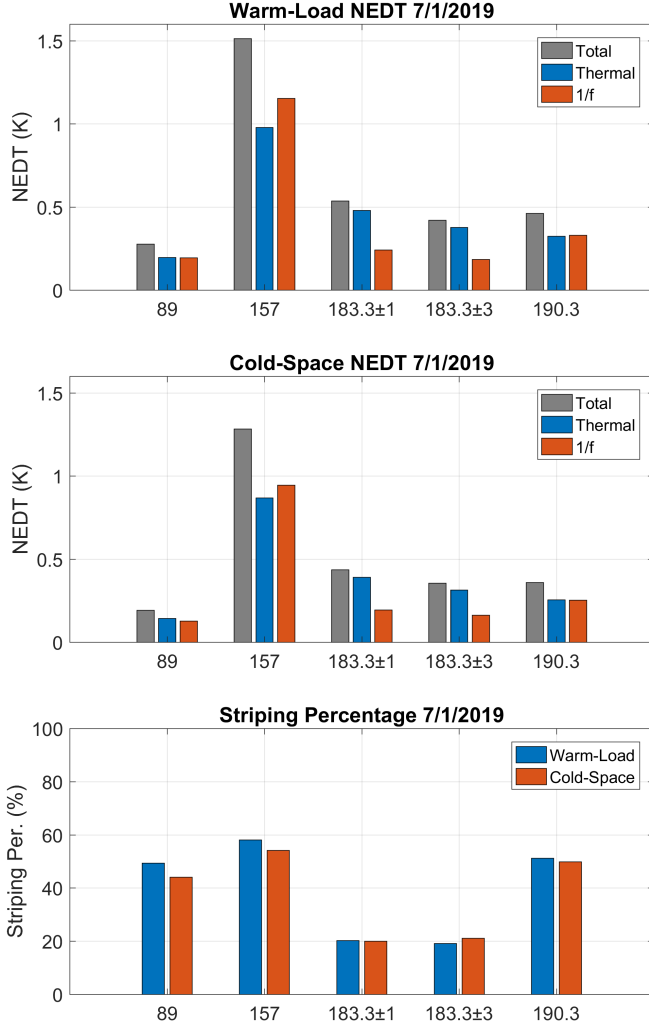 Warm-Load NEDT 7/1/2019
NEDT (K)
1.5
1
0.5
0
Total
Thermal
1/f
89 157 183.3±1 183.3±3 190.3
Cold-Space NEDT 7/1/2019
NEDT (K)
1.5
1
0.5
0
Total
Thermal
1/f
89 157 183.3±1 183.3±3 190.3
Striping Percentage 7/1/2019
Striping Per. (%)
100
80
60
40
20
0
Warm-Load
Cold-Space
89 157 183.3±1 183.3±3 190.3